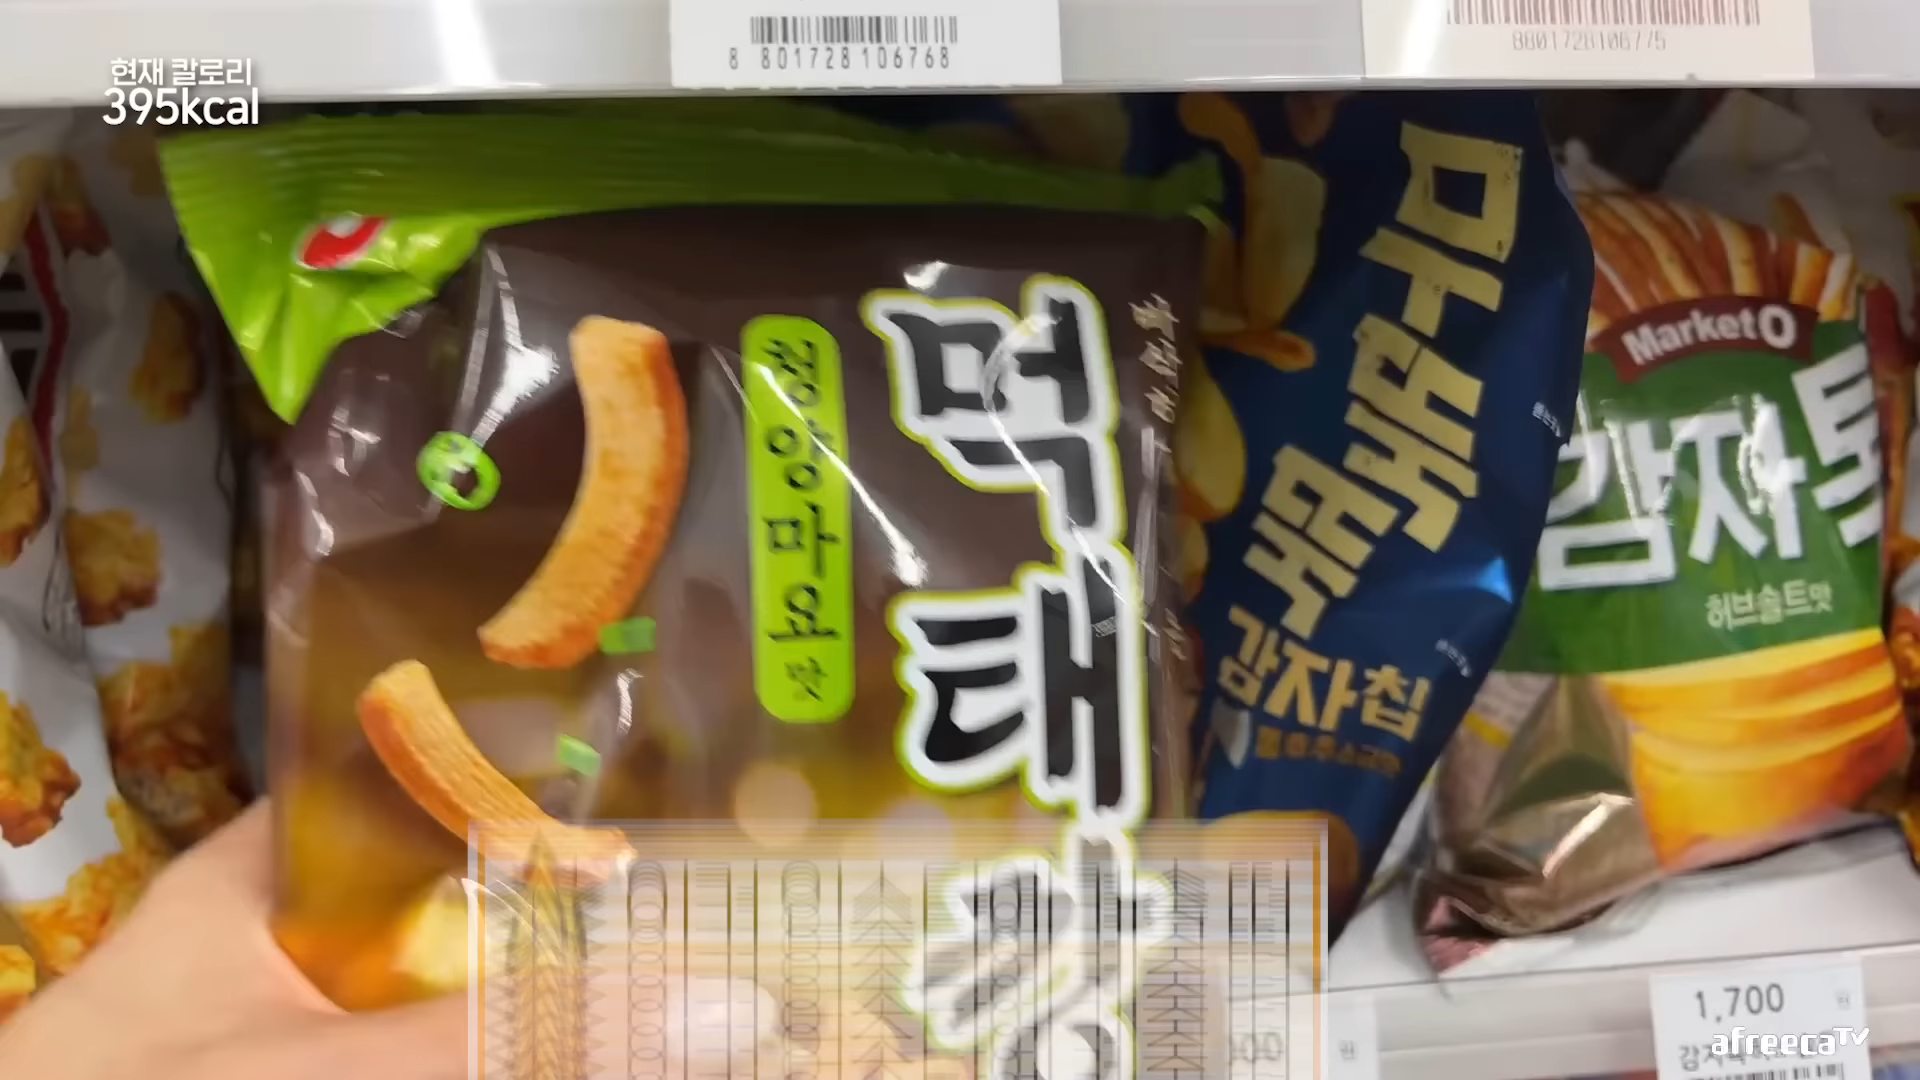 현재 칼로리
395kcal
8 801728 106768
8801728106775
먹태깡
청양마요맛
무뚝뚝
감자칩
Market O
감자톡
허브솔트맛
1,700
afreecaTV